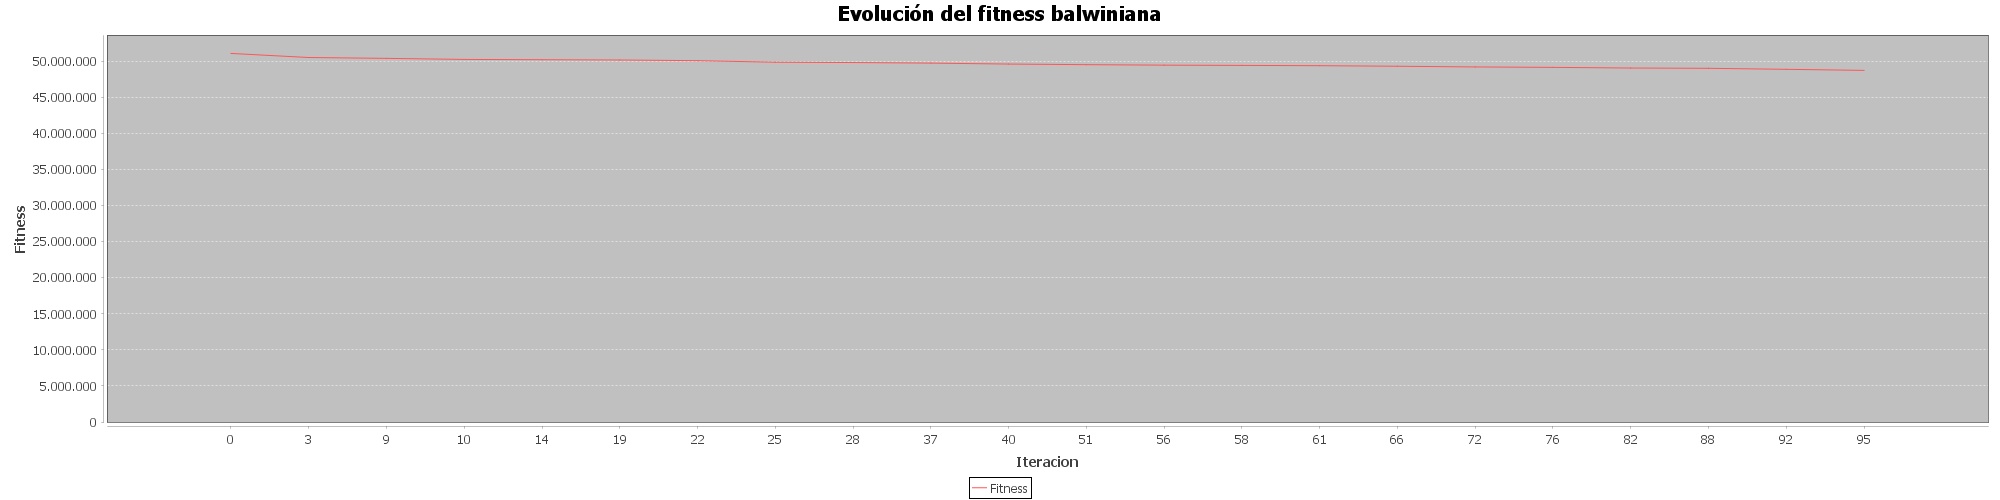 Evolución del fitness balwiniana
50.000.000
45.000.000
40.000.000
35.000.000
30.000.000
25.000.000
20.000.000
15.000.000
10.000.000
5.000.000
0
Fitness
0 3 9 10 14 19 22 25 28 37 40 51 56 58 61 66 72 76 82 88 92 95
Iteracion
Fitness